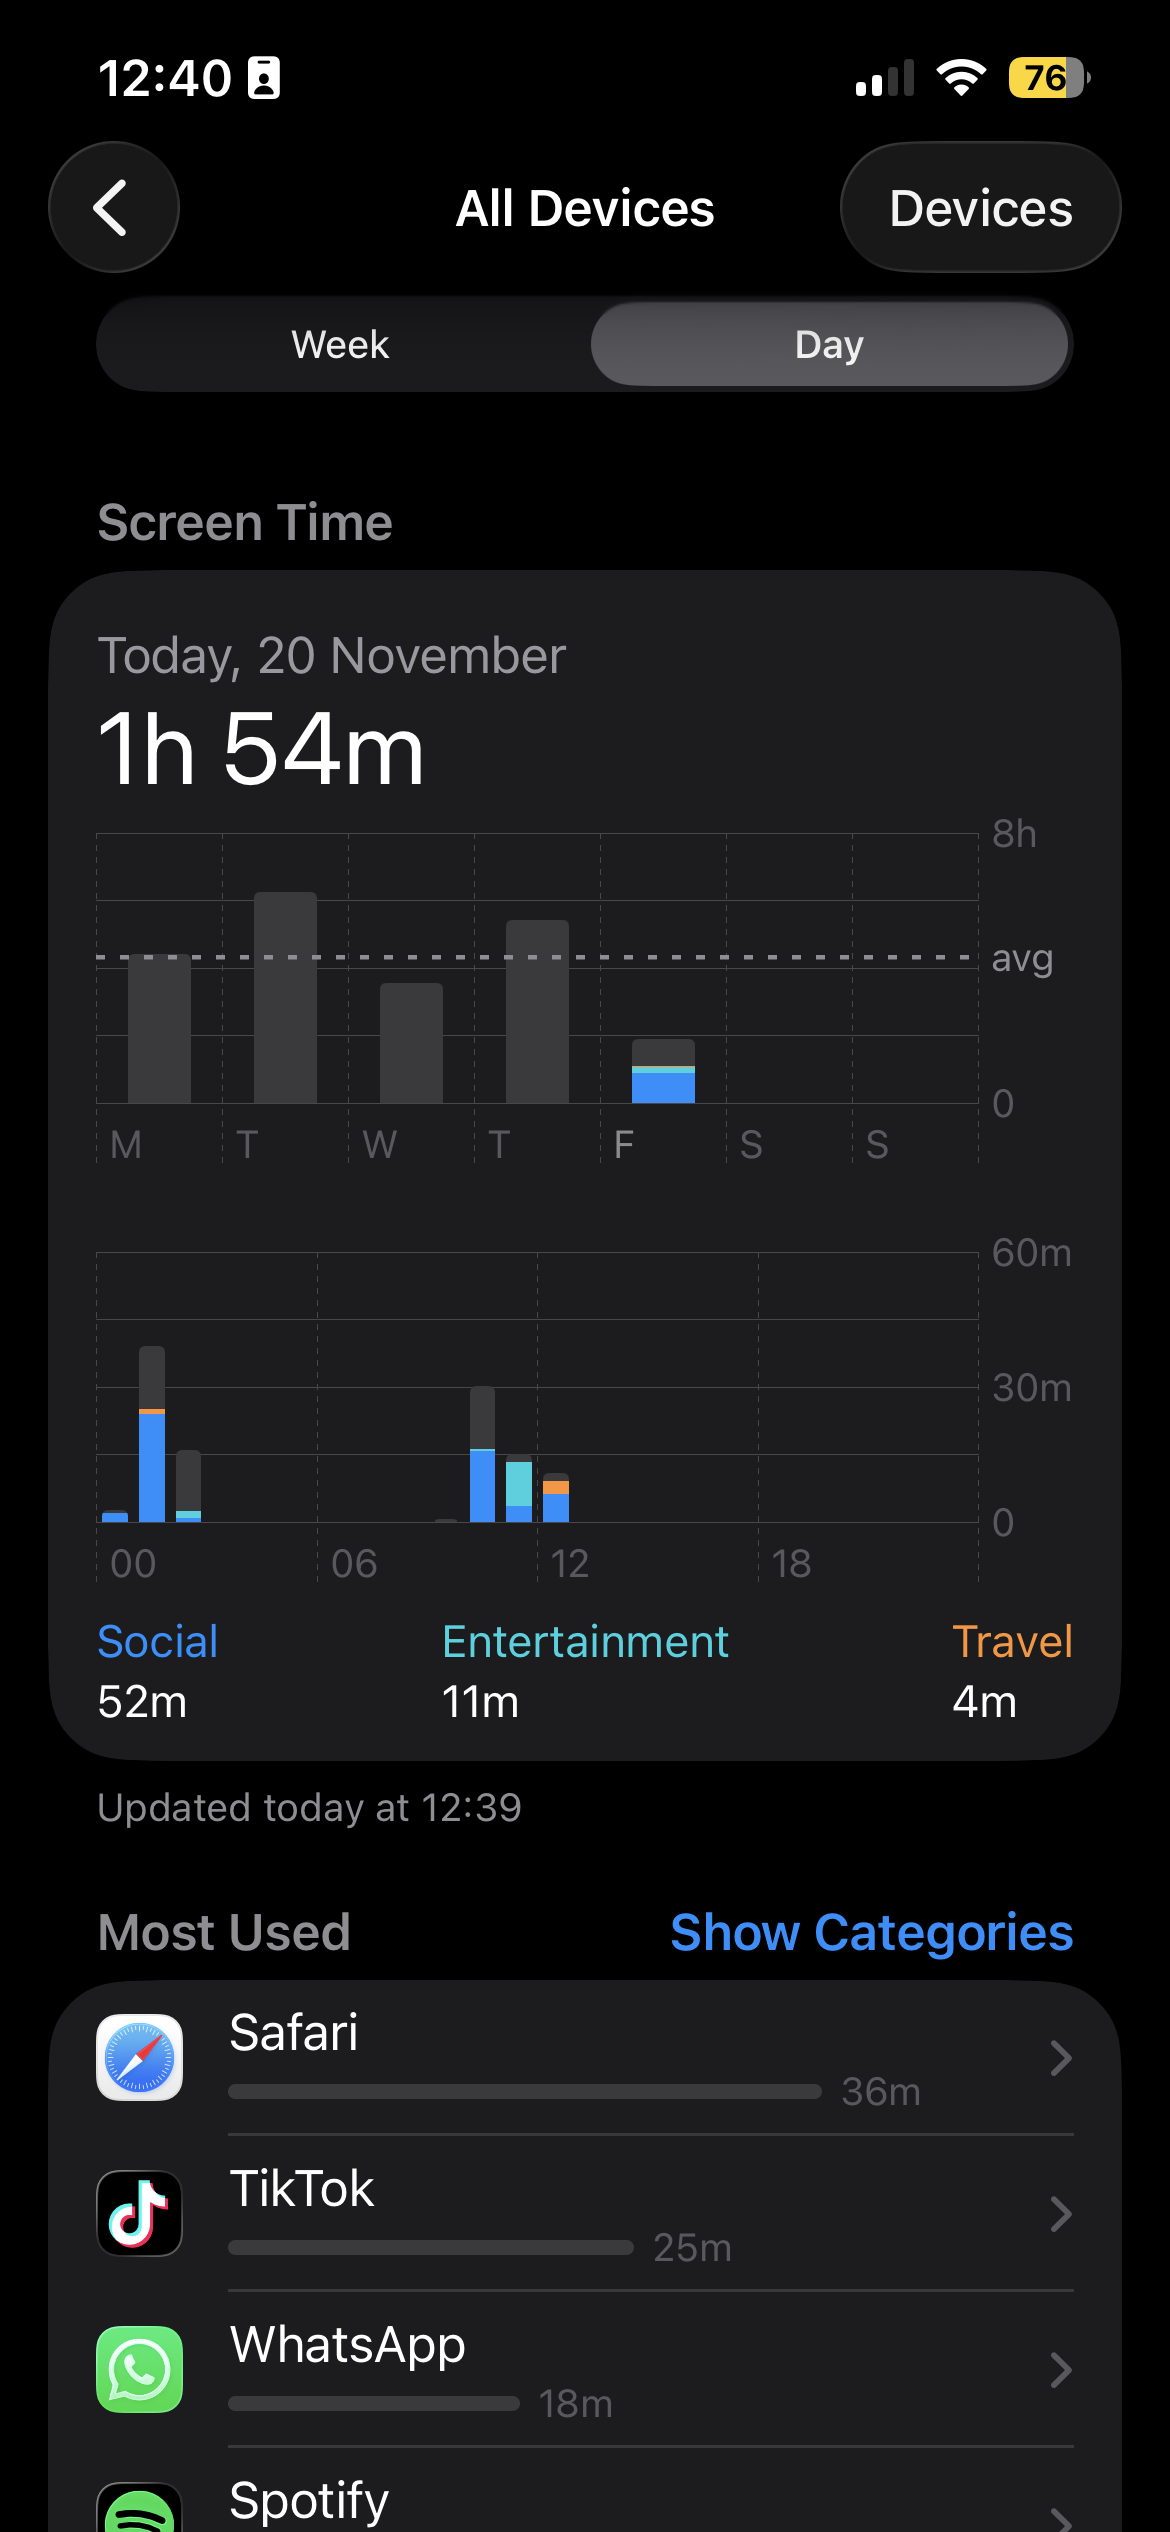 12:40
76
All Devices
Devices
Week
Day
Screen Time
Today, 20 November
1h 54m
8h
avg
0
M T W T F S S
60m
30m
0
00 06 12 18
Social Entertainment Travel
52m 11m 4m
Updated today at 12:39
Most Used
Show Categories
Safari
36m
TikTok
25m
WhatsApp
18m
Spotify